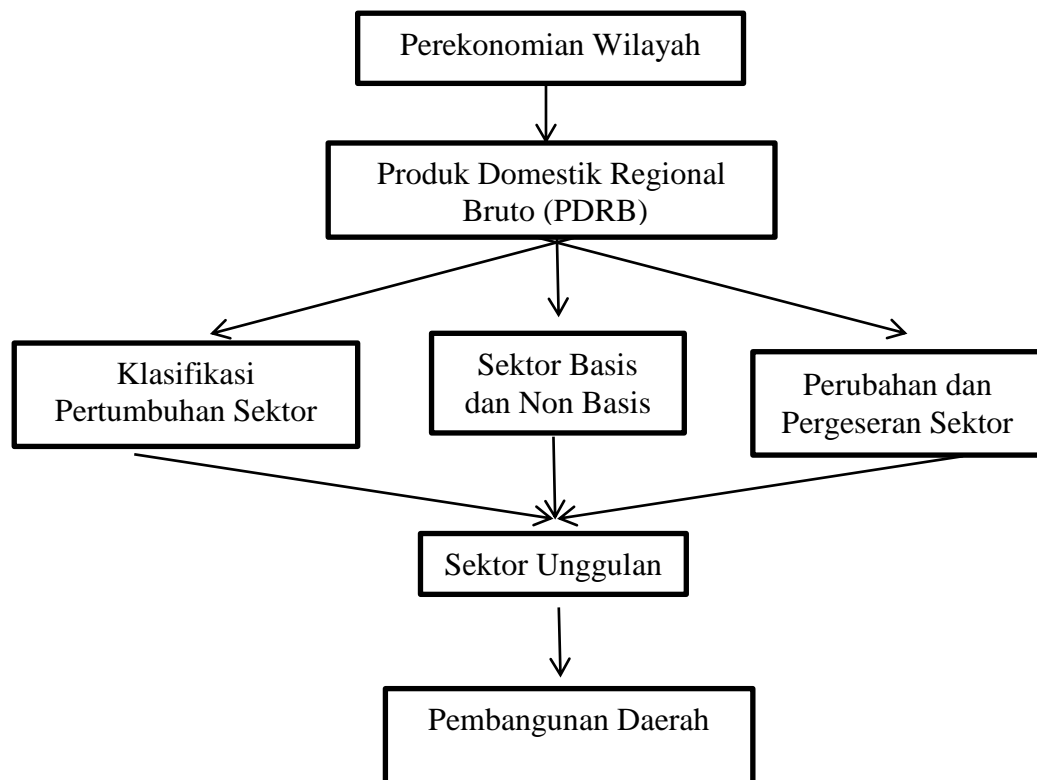 Perekonomian Wilayah
Produk Domestik Regional
Bruto (PDRB)
Klasifikasi
Pertumbuhan Sektor
Sektor Basis
dan Non Basis
Perubahan dan
Pergeseran Sektor
Sektor Unggulan
Pembangunan Daerah